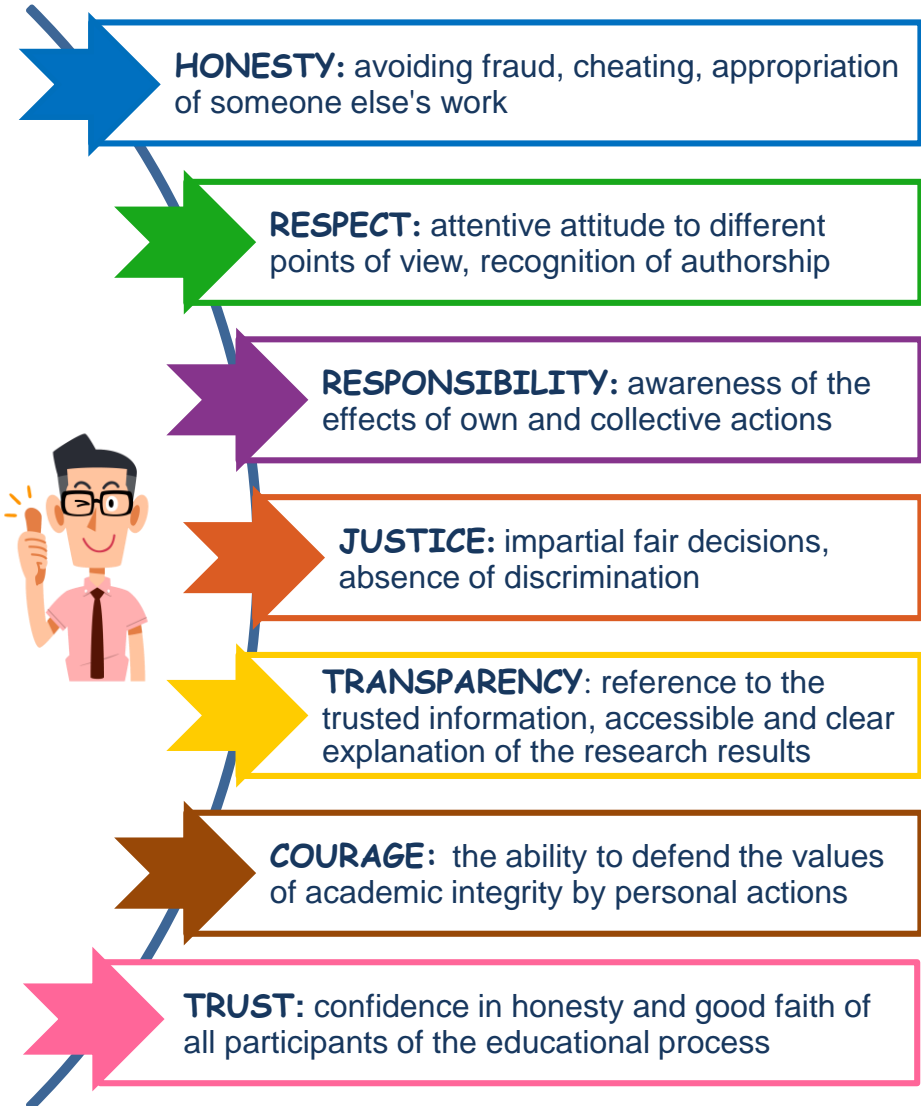 HONESTY: avoiding fraud, cheating, appropriation
of someone else's work
RESPECT: attentive attitude to different
points of view, recognition of authorship
RESPONSIBILITY: awareness of the
effects of own and collective actions
JUSTICE: impartial fair decisions,
absence of discrimination
TRANSPARENCY: reference to the
trusted information, accessible and clear
explanation of the research results
COURAGE: the ability to defend the values
of academic integrity by personal actions
TRUST: confidence in honesty and good faith of
all participants of the educational process